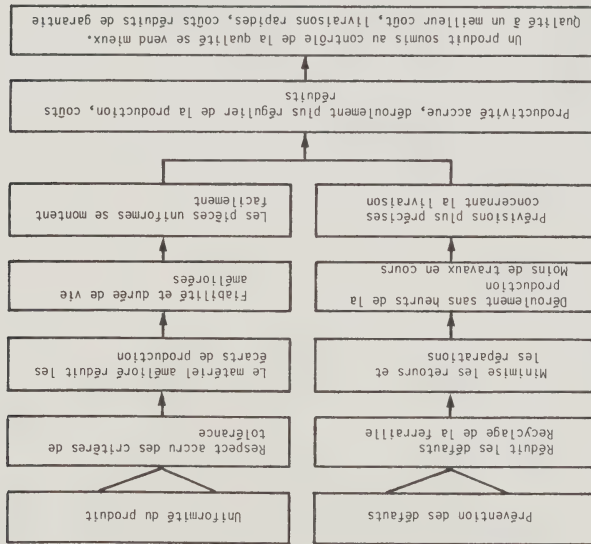 Prévention des défauts
Réduit les défauts
Recyclage de la ferraille
Minimise les retours et
les réparations
Déroulement sans heurts de la
production
Moins de travaux en cours
Prévisions plus précises
concernant la livraison
Uniformité du produit
Respect accru des critères de
tolérance
Le matériel amélioré réduit les
écarts de production
Fiabilité et durée de vie
améliorées
Les pièces uniformes se montent
facilement
Productivité accrue, déroulement plus régulier de la production, coûts
réduits
Un produit soumis au contrôle de la qualité se vend mieux.
Qualité à un meilleur coût, livraisons rapides, coûts réduits de garantie